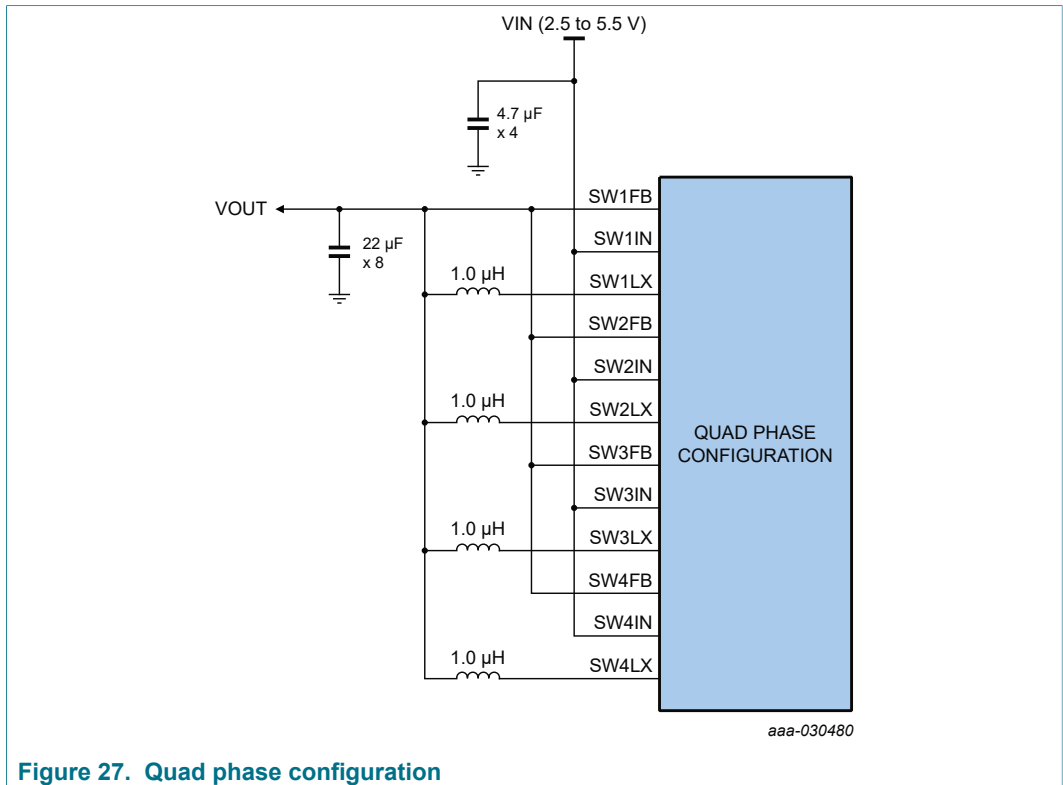 VIN (2.5 to 5.5 V)
4.7 µF
x 4
SW1FB
VOUT
SW1IN
22 µF
x 8
1.0 µH
SW1LX
SW2FB
SW2IN
1.0 µH
SW2LX
QUAD PHASE
CONFIGURATION
SW3FB
SW3IN
1.0 µH
SW3LX
SW4FB
SW4IN
1.0 µH
SW4LX
aaa-030480
Figure 27. Quad phase configuration